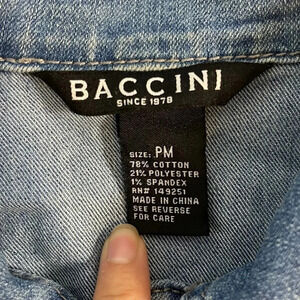 BACCINI
SINCE 1978
SIZE: PM
78% COTTON
21% POLYESTER
1% SPANDEX
RN# 149251
MADE IN CHINA
SEE REVERSE
FOR CARE